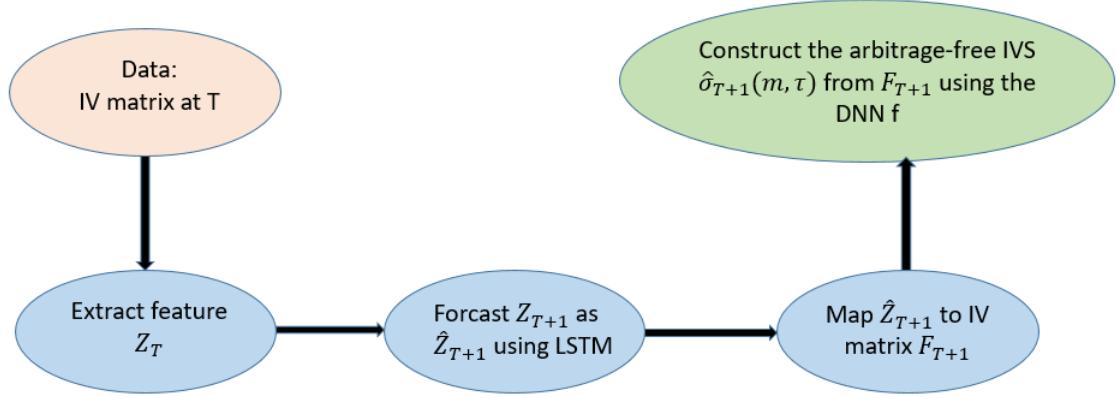 Data:
IV matrix at T
Extract feature
Z_T
Forcast Z_{T+1} as
Ẑ_{T+1} using LSTM
Map Ẑ_{T+1} to IV
matrix F_{T+1}
Construct the arbitrage-free IVS
σ̂_{T+1}(m, τ) from F_{T+1} using the
DNN f